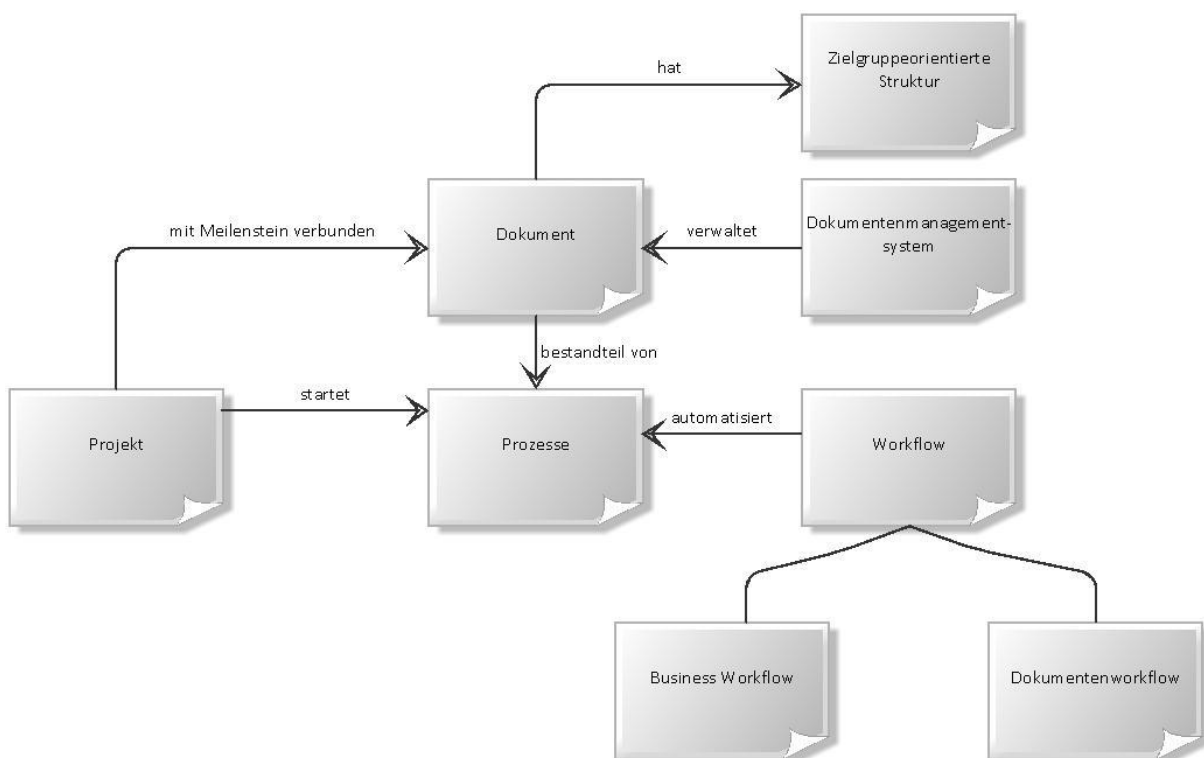 hat
Zielgruppeorientierte
Struktur
mit Meilenstein verbunden
Dokument
verwaltet
Dokumentenmanagement-
system
bestandteil von
startet
automatisiert
Projekt
Prozesse
Workflow
Business Workflow
Dokumentenworkflow